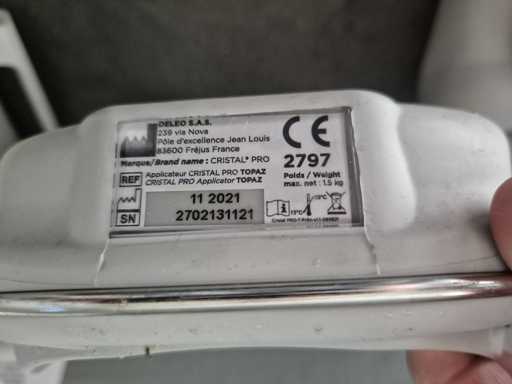 DELEO S.A.S.
239 via Nova
Pôle d'excellence Jean Louis
83600 Fréjus France
CE
2797
Marque/Brand name : CRISTAL® PRO
REF
Applicateur CRISTAL PRO TOPAZ
CRISTAL PRO Applicator TOPAZ
Poids / Weight
max. net : 1.5 kg
11 2021
SN
2702131121